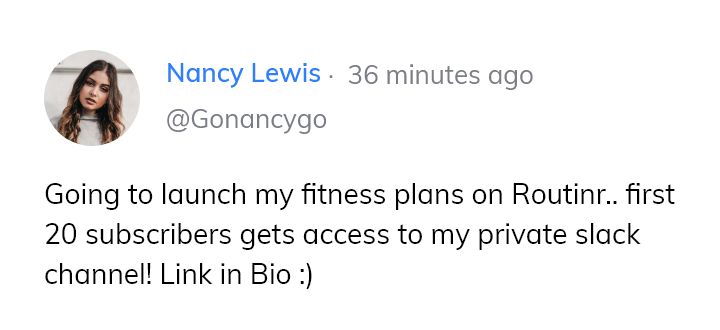 Nancy Lewis · 36 minutes ago
@Gonancygo
Going to launch my fitness plans on Routinr.. first
20 subscribers gets access to my private slack
channel! Link in Bio :)